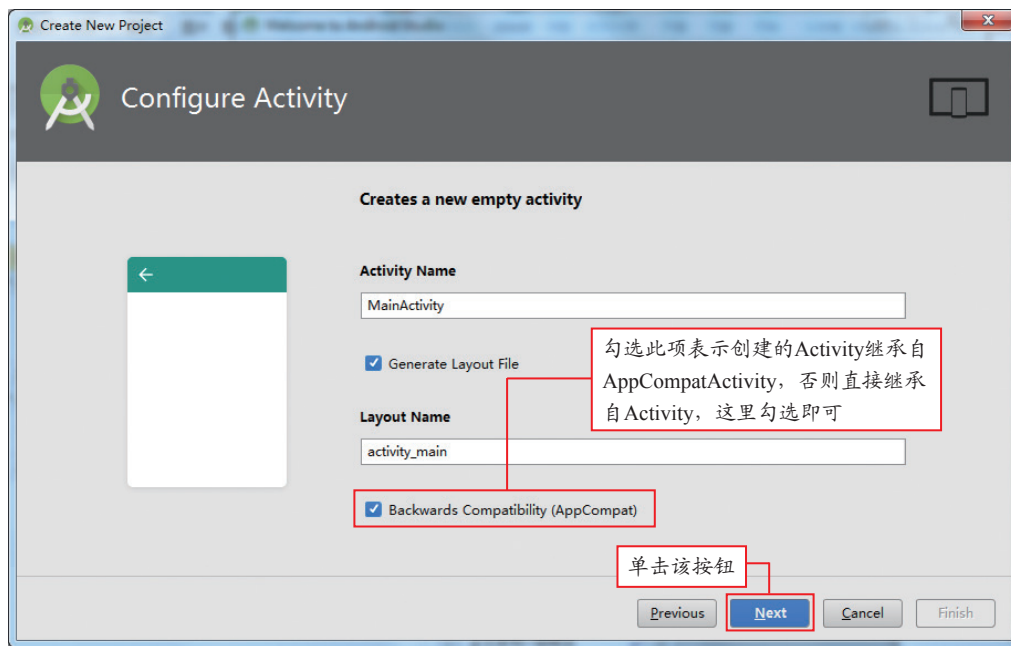 Create New Project
Configure Activity
Creates a new empty activity
Activity Name
MainActivity
Generate Layout File
勾选此项表示创建的Activity继承自
AppCompatActivity，否则直接继承
自Activity，这里勾选即可
Layout Name
activity_main
Backwards Compatibility (AppCompat)
单击该按钮
Previous
Next
Cancel
Finish